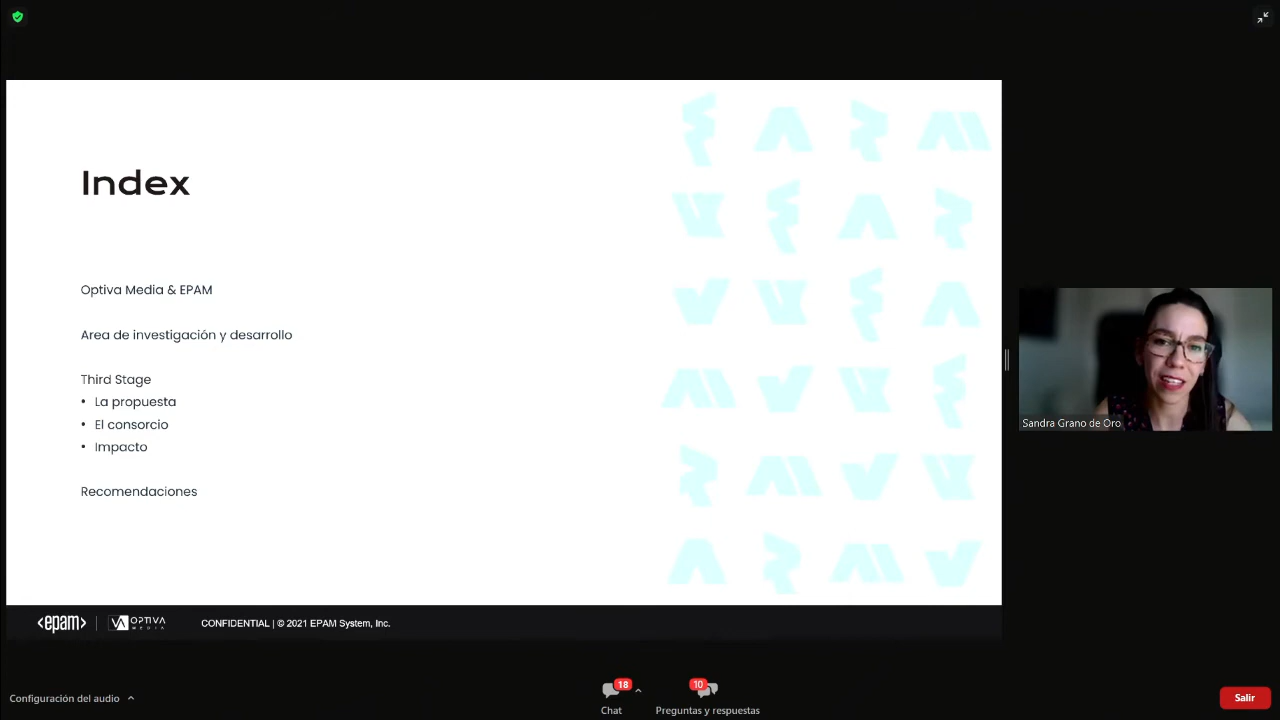 Index
Optiva Media & EPAM
Area de investigación y desarrollo
Third Stage
• La propuesta
• El consorcio
• Impacto
Recomendaciones
<epam> | OPTIVA MEDIA CONFIDENTIAL | © 2021 EPAM System, Inc.
Sandra Grano de Oro
Configuración del audio
18
Chat
10
Preguntas y respuestas
Salir